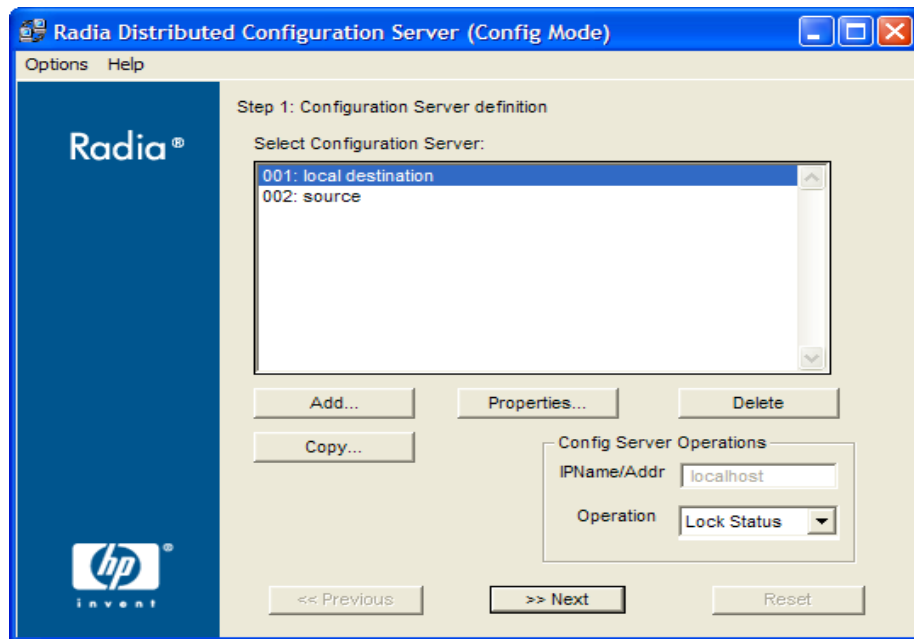 Radia Distributed Configuration Server (Config Mode)
Options Help
Radia®
Step 1: Configuration Server definition
Select Configuration Server:
001: local destination
002: source
Add... Properties... Delete
Copy...
Config Server Operations
IPName/Addr localhost
Operation Lock Status
hp®
invent
<< Previous >> Next Reset